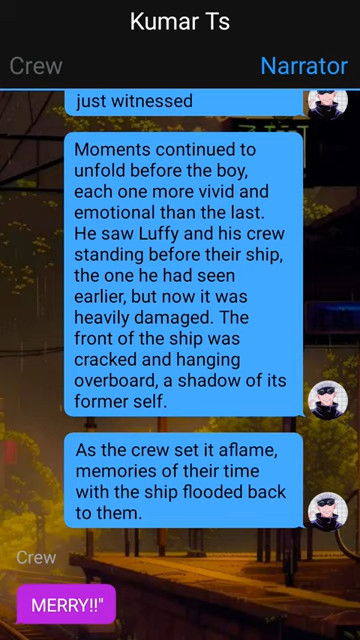 Kumar Ts
Crew
Narrator
just witnessed
Moments continued to
unfold before the boy,
each one more vivid and
emotional than the last.
He saw Luffy and his crew
standing before their ship,
the one he had seen
earlier, but now it was
heavily damaged. The
front of the ship was
cracked and hanging
overboard, a shadow of its
former self.
As the crew set it aflame,
memories of their time
with the ship flooded back
to them.
Crew
MERRY!!"